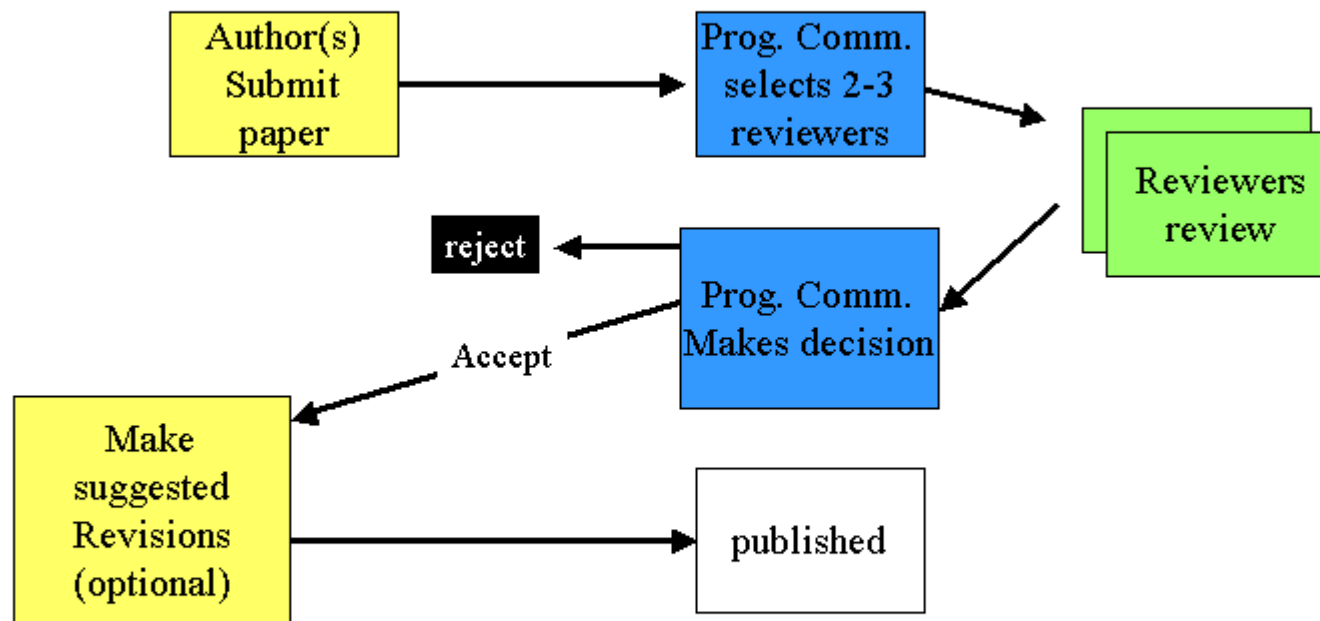 Author(s)
Submit
paper
Prog. Comm.
selects 2-3
reviewers
Reviewers
review
reject
Prog. Comm.
Makes decision
Accept
Make
suggested
Revisions
(optional)
published